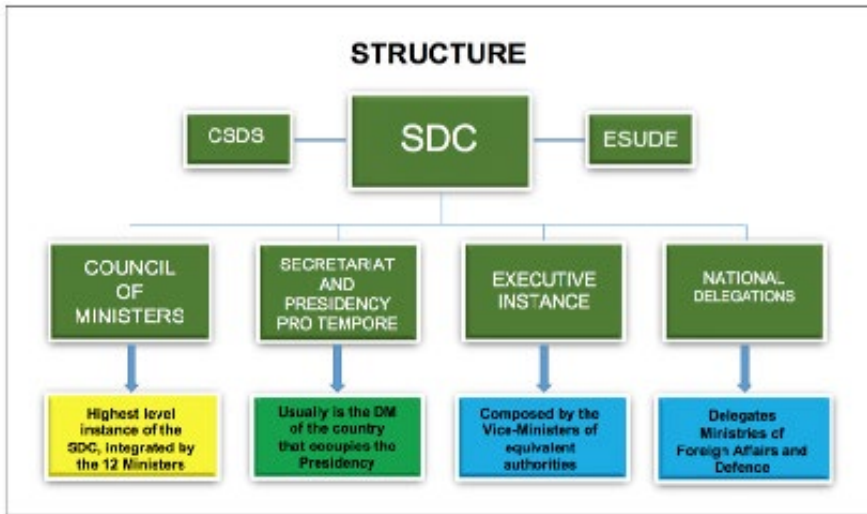 STRUCTURE
CSDS
SDC
ESUDE
COUNCIL
OF
MINISTERS
SECRETARIAT
AND
PRESIDENCY
PRO TEMPORE
EXECUTIVE
INSTANCE
NATIONAL
DELEGATIONS
Highest level
instance of the
SDC, integrated by
the 12 Ministers
Usually is the DM
of the country
that occupies the
Presidency
Composed by the
Vice-Ministers of
equivalent
authorities
Delegates
Ministries of
Foreign Affairs and
Defence